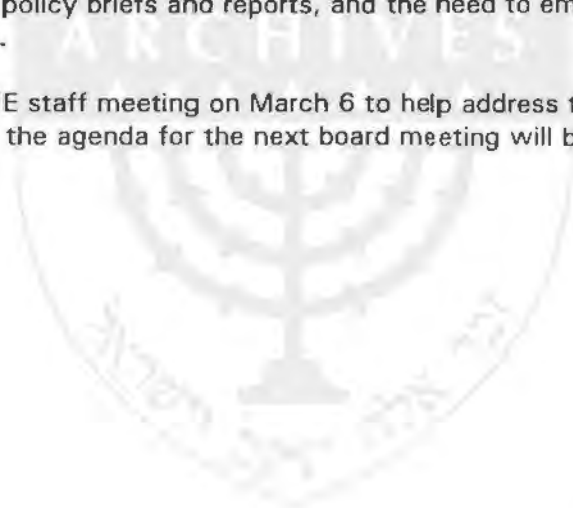 policy briefs and reports, and the need to em
ARCHIVES
.
E staff meeting on March 6 to help address t
the agenda for the next board meeting will b